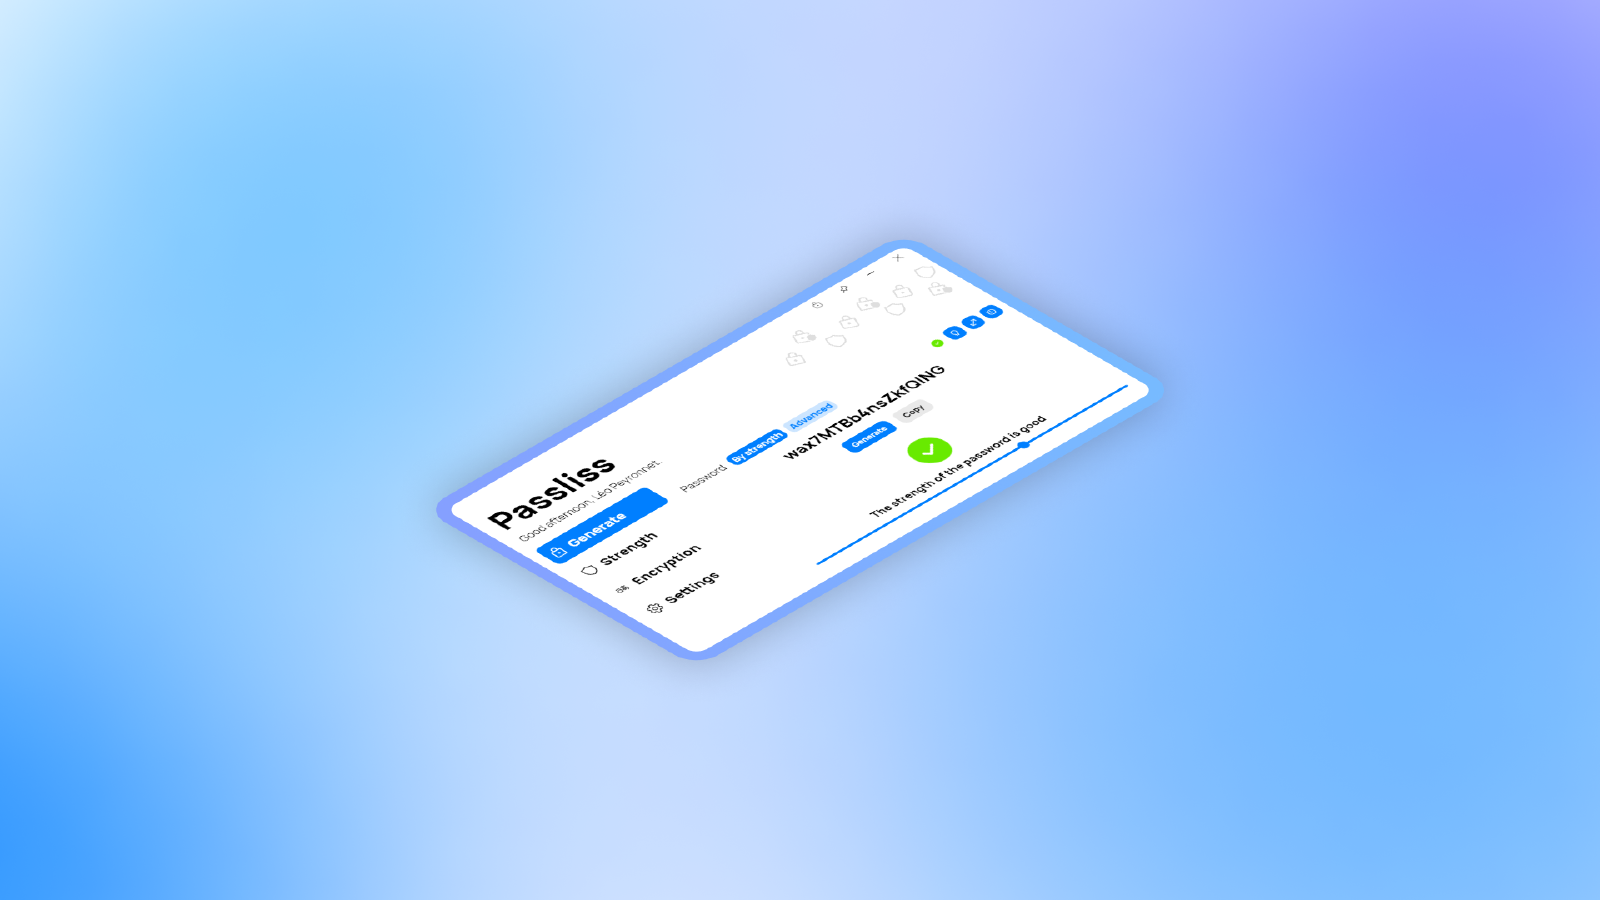 Passliss
Good afternoon, Léo Peyronnet.
Generate
Strength
Encryption
Settings
Password By strength Advanced
Wax7MTBb4nsZkfQING
Generate Copy
The strength of the password is good